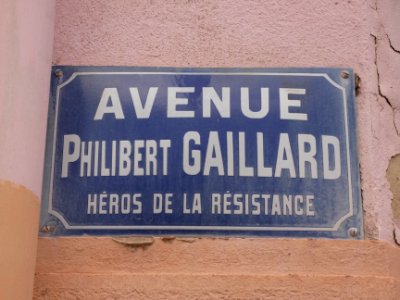 AVENUE
PHILIBERT GAILLARD
HÉROS DE LA RÉSISTANCE